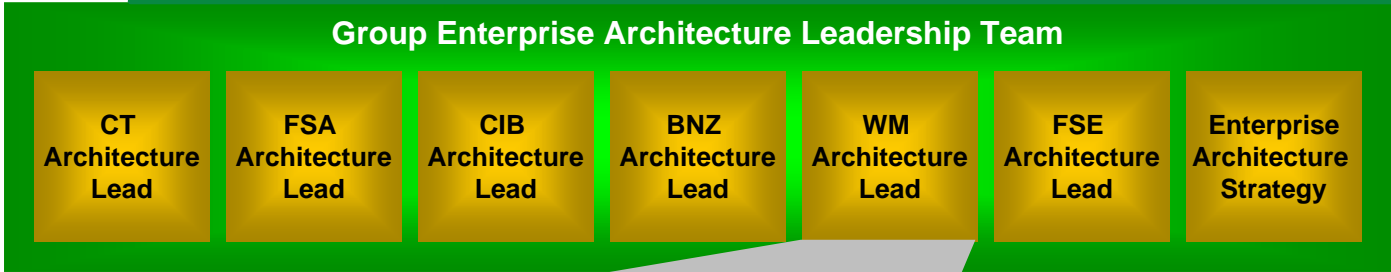 Group Enterprise Architecture Leadership Team
CT
Architecture
Lead
FSA
Architecture
Lead
CIB
Architecture
Lead
BNZ
Architecture
Lead
WM
Architecture
Lead
FSE
Architecture
Lead
Enterprise
Architecture
Strategy